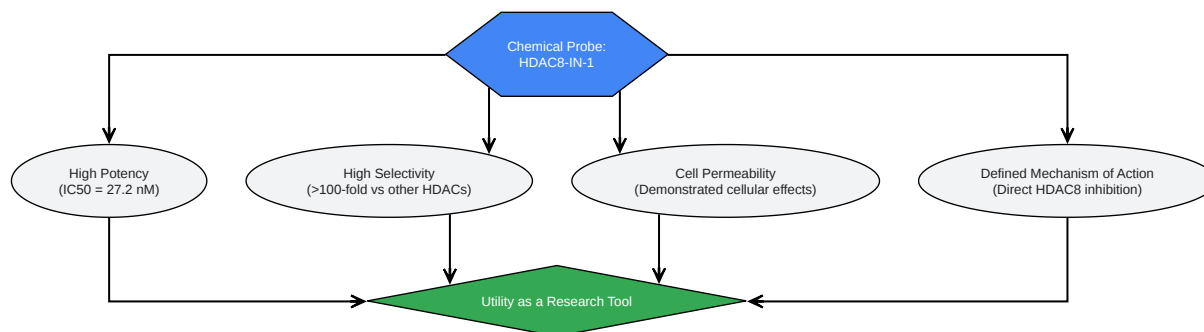 Chemical Probe:
HDAC8-IN-1
High Potency
(IC50 = 27.2 nM)
High Selectivity
(>100-fold vs other HDACs)
Cell Permeability
(Demonstrated cellular effects)
Defined Mechanism of Action
(Direct HDAC8 inhibition)
Utility as a Research Tool